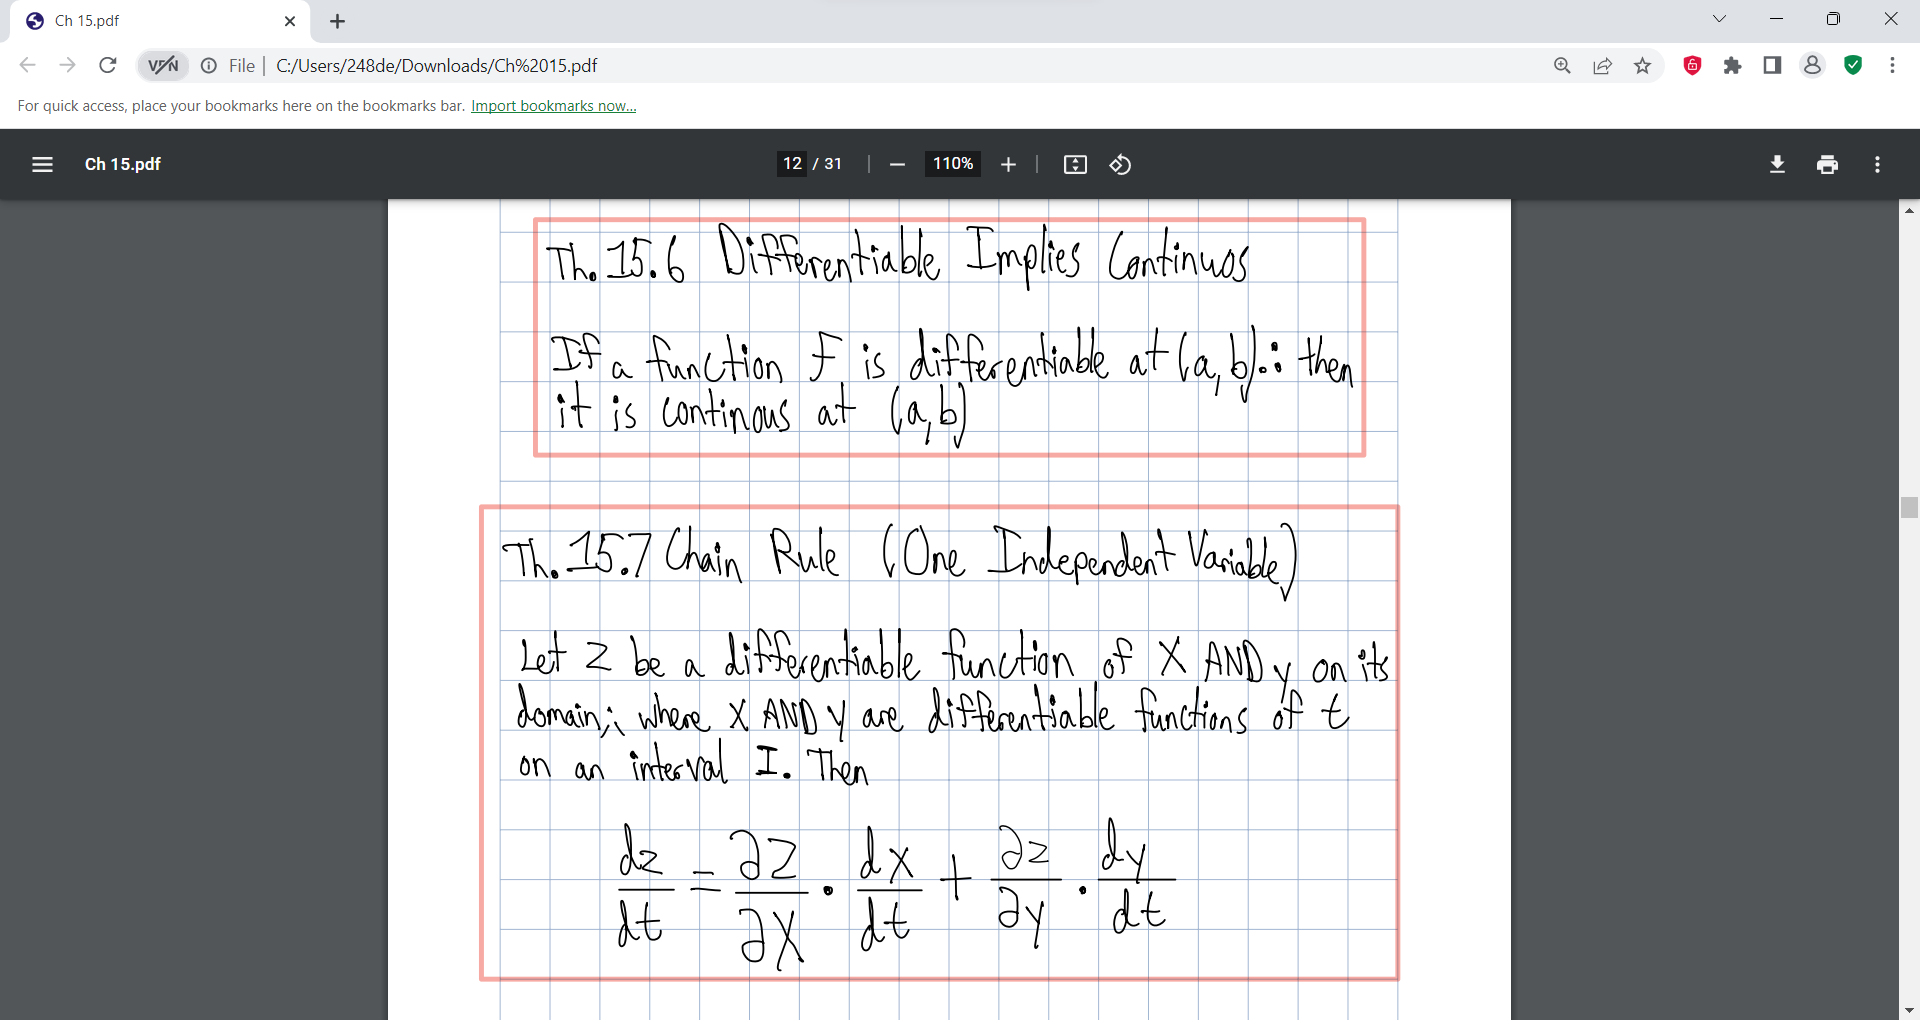 Ch 15.pdf
VPN File | C:/Users/248de/Downloads/Ch%2015.pdf
For quick access, place your bookmarks here on the bookmarks bar. Import bookmarks now...
Ch 15.pdf 12 / 31 | − 110% + |
Th. 15.6 Differentiable Implies Continuos
If a function f is differentiable at (a,b) ∴ then
it is continous at (a,b)
Th. 15.7 Chain Rule (One Independent Variable)
Let z be a differentiable function of X AND y on its
domain; where X AND y are differentiable functions of t
on an interval I. Then
dz/dt = ∂z/∂x · dx/dt + ∂z/∂y · dy/dt